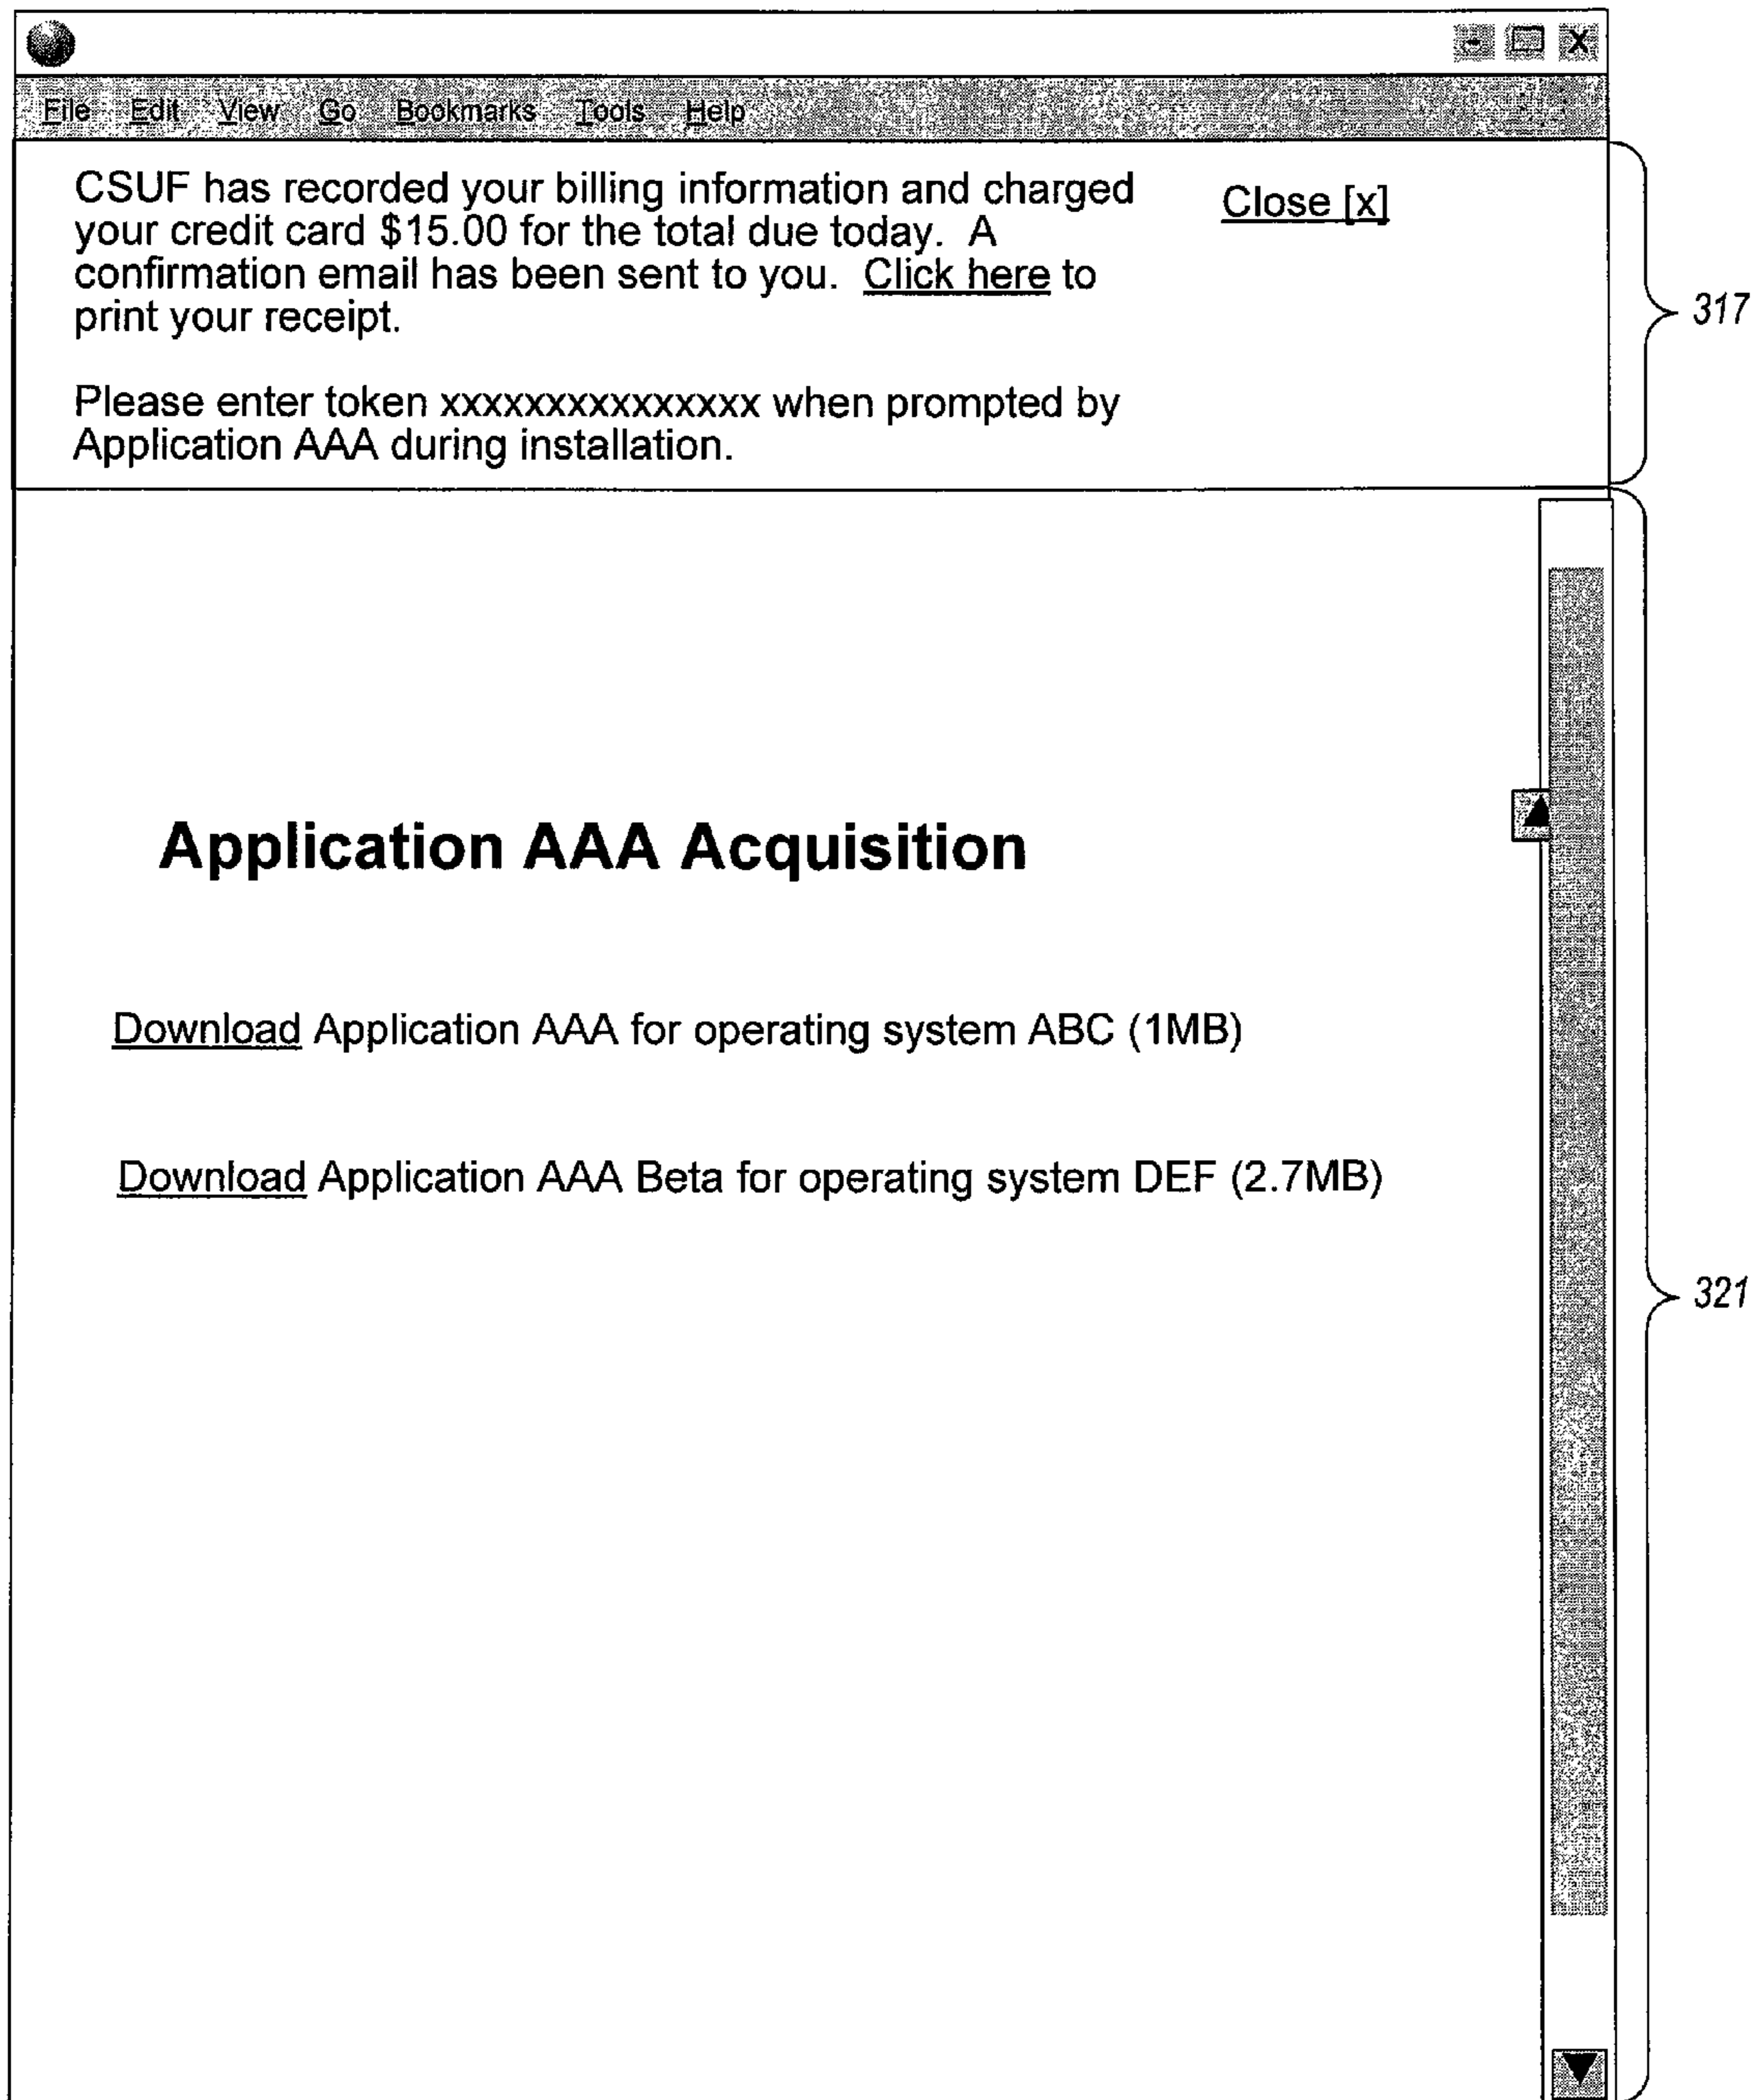 File Edit View Go Bookmarks Tools Help
CSUF has recorded your billing information and charged
your credit card $15.00 for the total due today. A
confirmation email has been sent to you. Click here to
print your receipt.
Close [x]
317
Please enter token xxxxxxxxxxxxxxx when prompted by
Application AAA during installation.
Application AAA Acquisition
Download Application AAA for operating system ABC (1MB)
Download Application AAA Beta for operating system DEF (2.7MB)
321